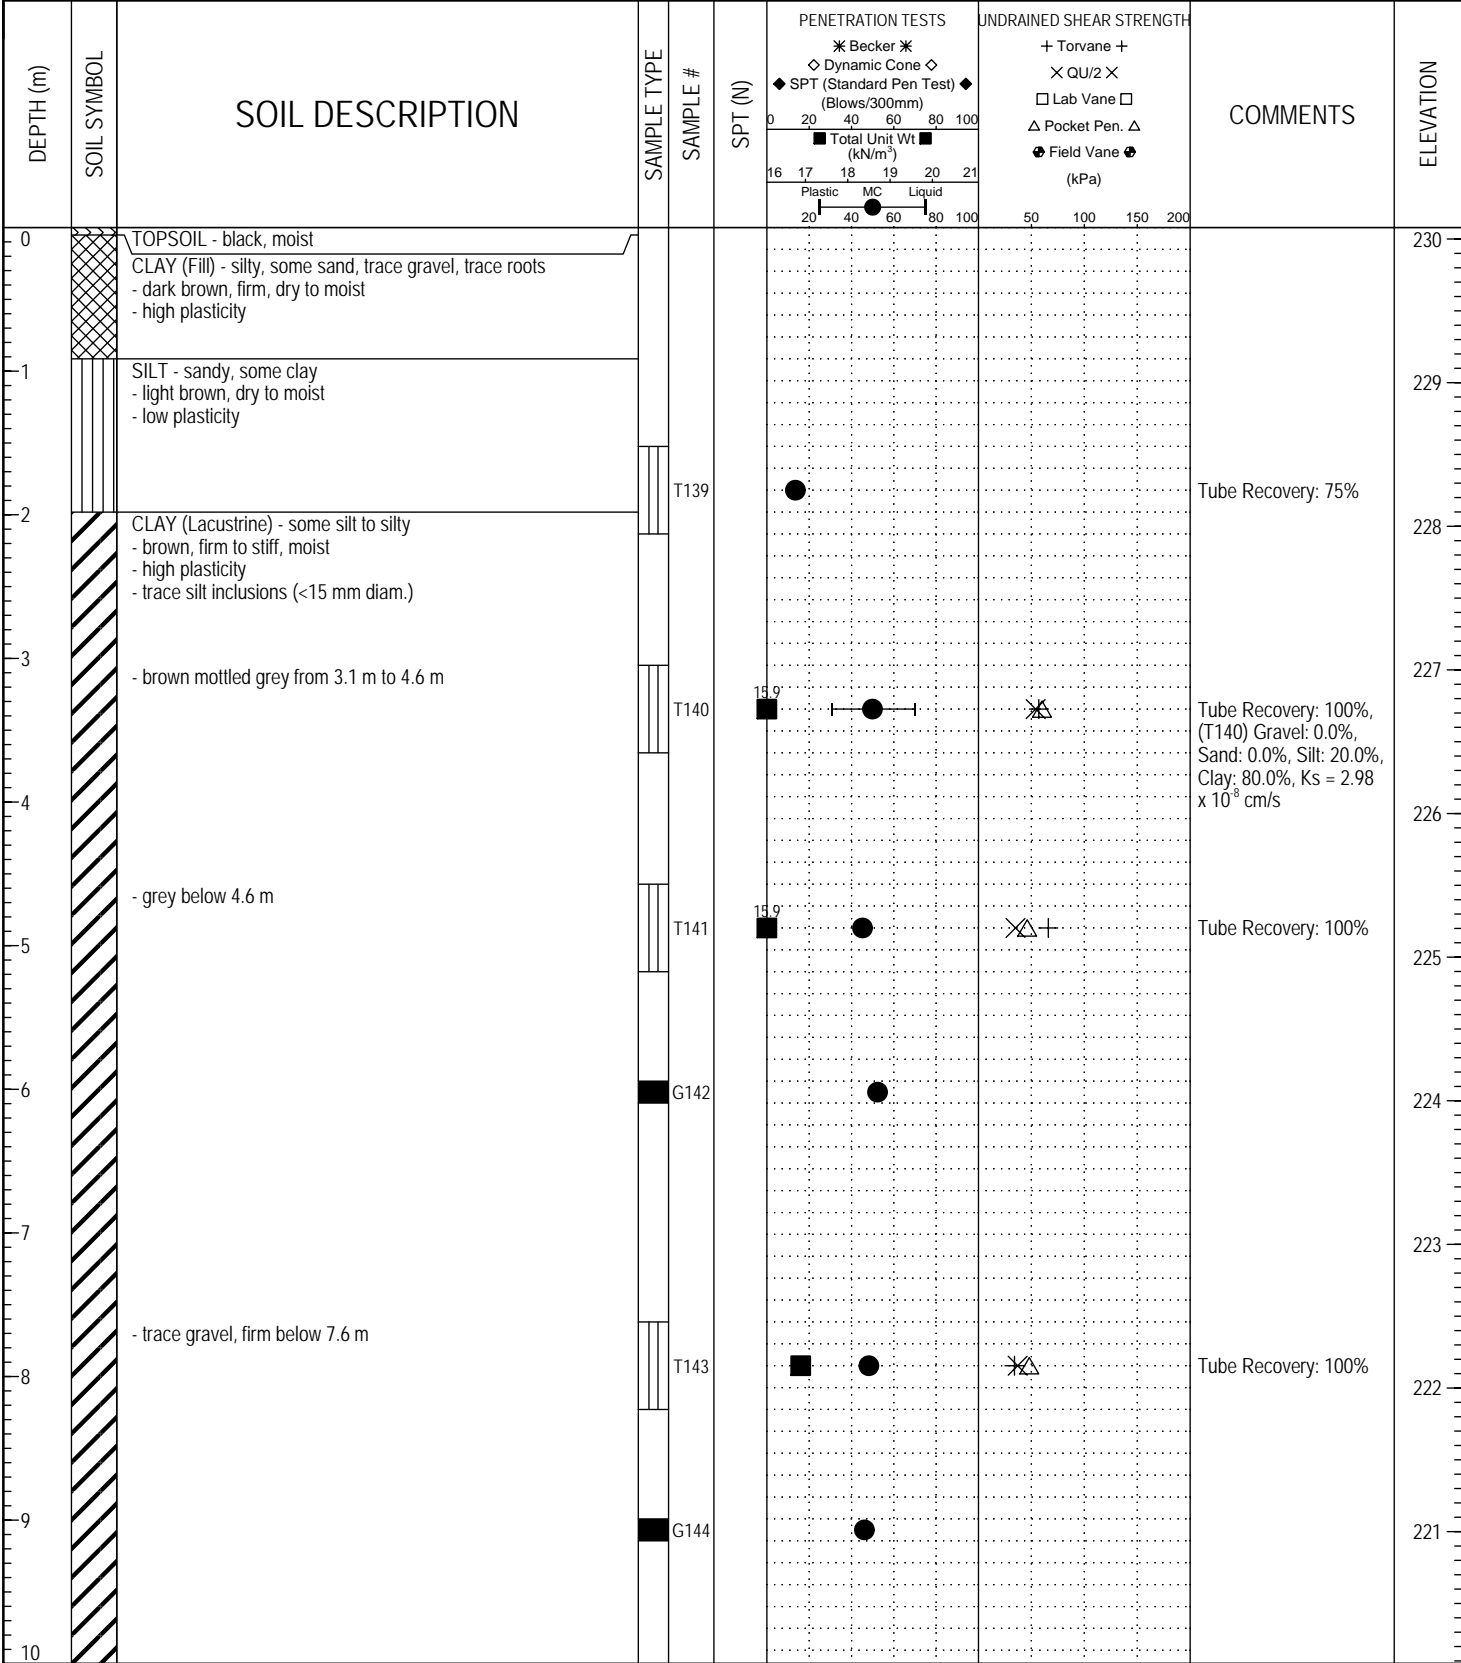 DEPTH (m)
SOIL SYMBOL
SOIL DESCRIPTION
SAMPLE TYPE
SAMPLE #
SPT (N)
PENETRATION TESTS
✳ Becker ✳
◇ Dynamic Cone ◇
◆ SPT (Standard Pen Test) ◆
(Blows/300mm)
0 20 40 60 80 100
■ Total Unit Wt ■
(kN/m³)
16 17 18 19 20 21
Plastic MC Liquid
20 40 60 80 100
UNDRAINED SHEAR STRENGTH
+ Torvane +
× QU/2 ×
□ Lab Vane □
△ Pocket Pen. △
Field Vane
(kPa)
50 100 150 200
COMMENTS
ELEVATION
0
TOPSOIL - black, moist
230
CLAY (Fill) - silty, some sand, trace gravel, trace roots
- dark brown, firm, dry to moist
- high plasticity
1
SILT - sandy, some clay
229
- light brown, dry to moist
- low plasticity
T139
Tube Recovery: 75%
2
CLAY (Lacustrine) - some silt to silty
228
- brown, firm to stiff, moist
- high plasticity
- trace silt inclusions (<15 mm diam.)
3
227
- brown mottled grey from 3.1 m to 4.6 m
15.9
T140
Tube Recovery: 100%,
(T140) Gravel: 0.0%,
Sand: 0.0%, Silt: 20.0%,
Clay: 80.0%, Ks = 2.98
x 10⁻⁸ cm/s
4
226
- grey below 4.6 m
15.9
T141
Tube Recovery: 100%
5
225
6
G142
224
7
223
- trace gravel, firm below 7.6 m
T143
Tube Recovery: 100%
8
222
9
G144
221
10